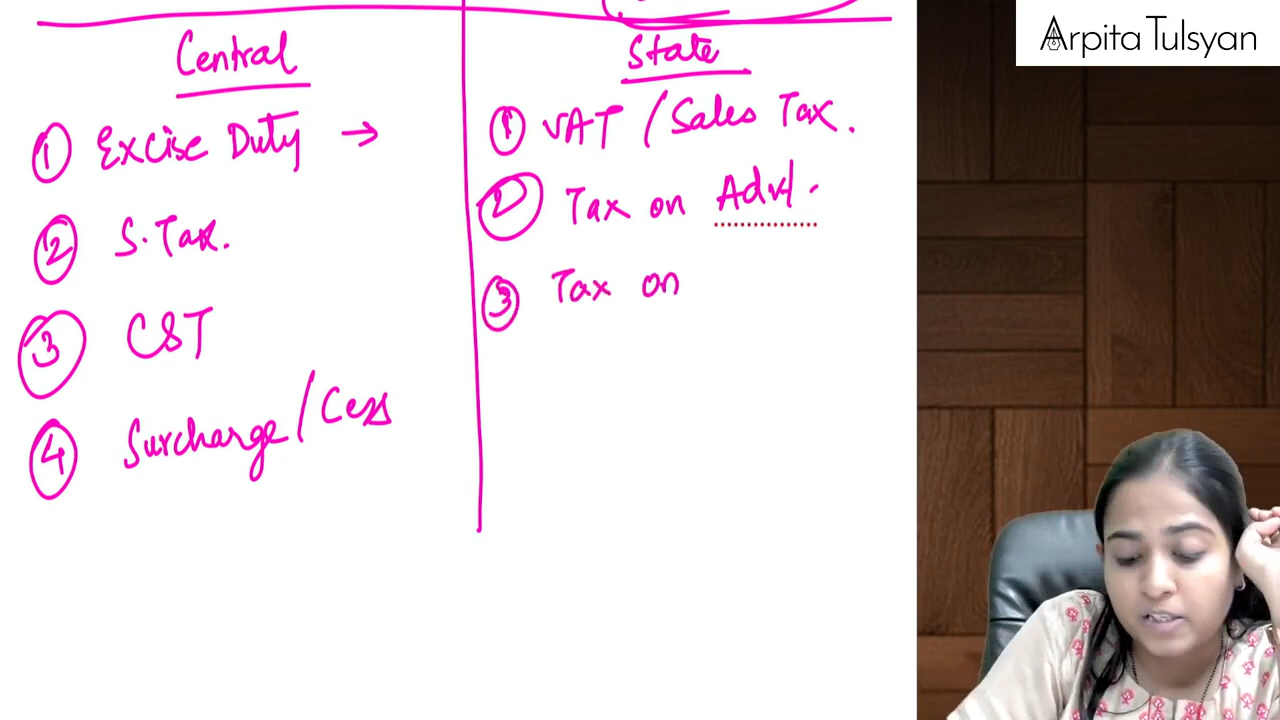 Arpita Tulsyan
Central
① Excise Duty →
② S. Tax.
③ CST
④ Surcharge / Cess
State
① VAT / Sales Tax.
② Tax on Advt.
③ Tax on